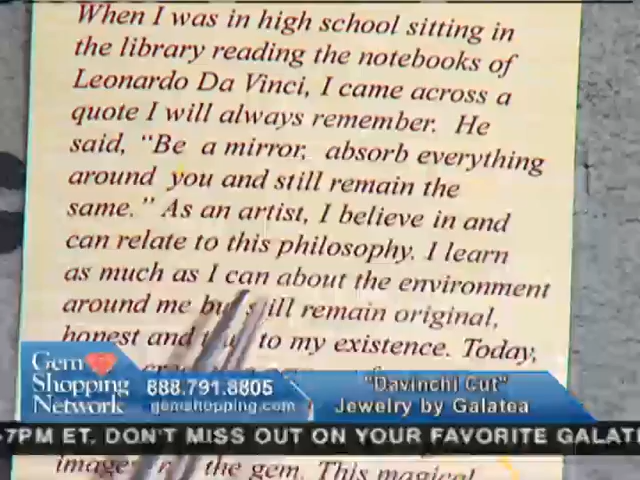 When I was in high school sitting in
the library reading the notebooks of
Leonardo Da Vinci, I came across a
quote I will always remember. He
said, "Be a mirror, absorb everything
around you and still remain the
same." As an artist, I believe in and
can relate to this philosophy. I learn
as much as I can about the environment
around me but still remain original,
honest and to my existence. Today,
Gem
Shopping
Network
888.791.8805
gemshopping.com
"Davinchi Cut"
Jewelry by Galatea
7PM ET. DON'T MISS OUT ON YOUR FAVORITE GALATE
the gem. This magical